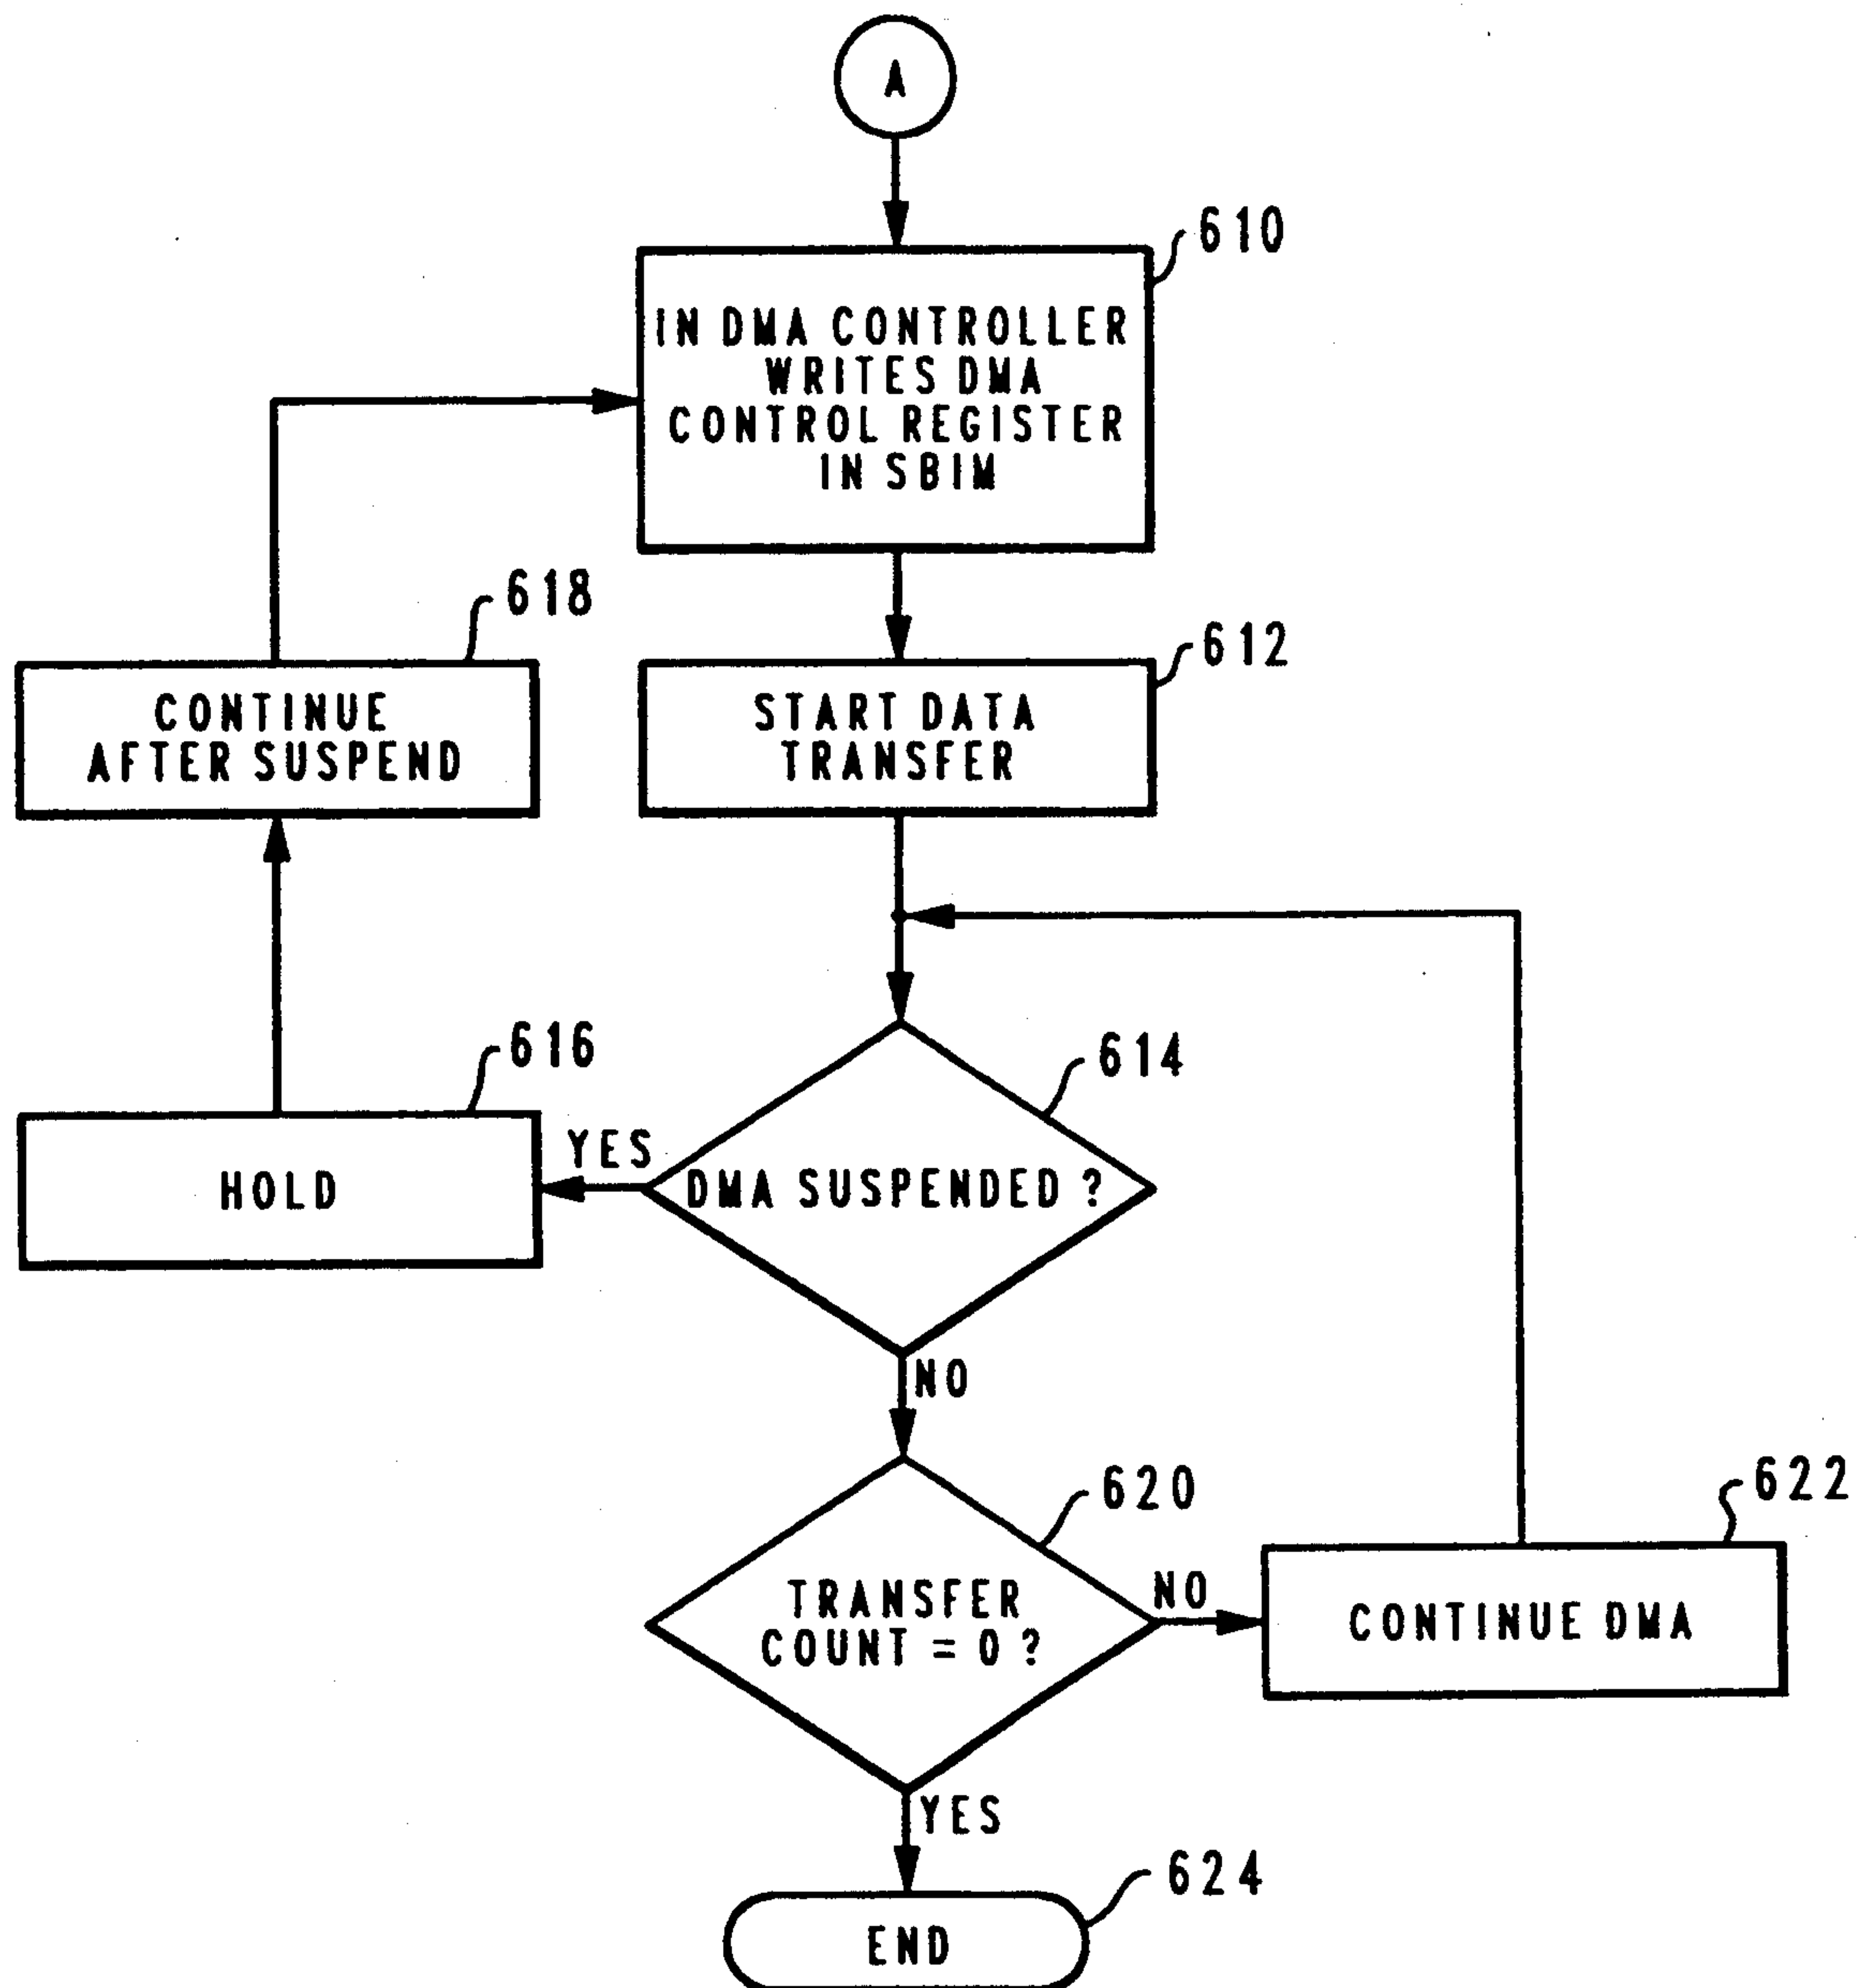 A
610
IN DMA CONTROLLER
WRITES DMA
CONTROL REGISTER
IN SBIM
618
612
CONTINUE
AFTER SUSPEND
START DATA
TRANSFER
616
614
HOLD
YES
DMA SUSPENDED ?
NO
620
622
TRANSFER
COUNT = 0 ?
NO
CONTINUE DMA
YES
624
END